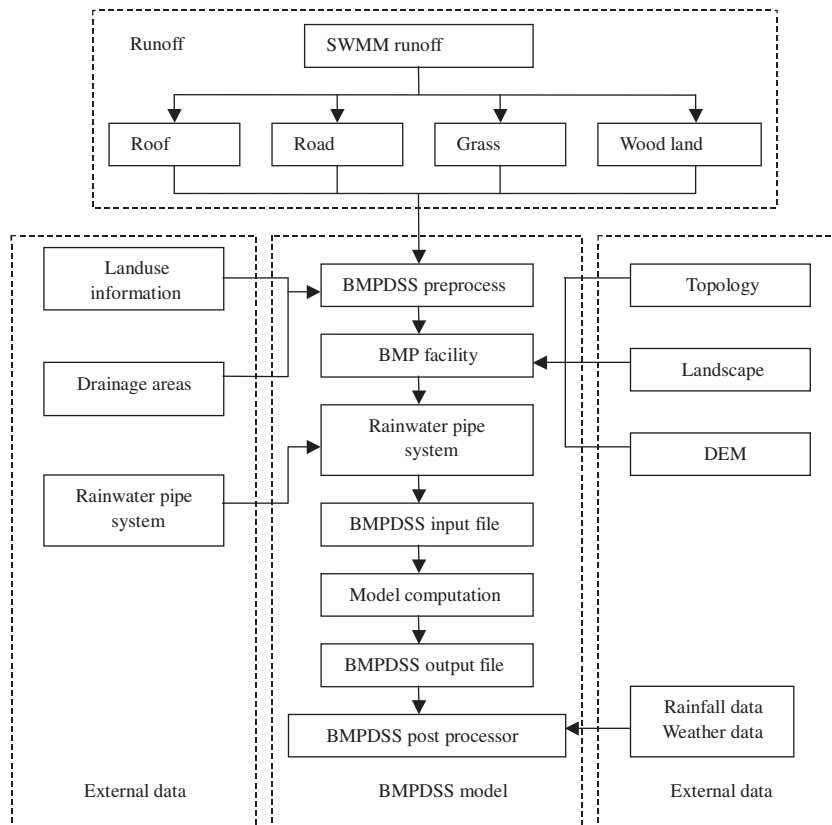 Runoff
SWMM runoff
Roof
Road
Grass
Wood land
Landuse
information
Drainage areas
Rainwater pipe
system
External data
BMPDSS preprocess
BMP facility
Rainwater pipe
system
BMPDSS input file
Model computation
BMPDSS output file
BMPDSS post processor
BMPDSS model
Topology
Landscape
DEM
Rainfall data
Weather data
External data